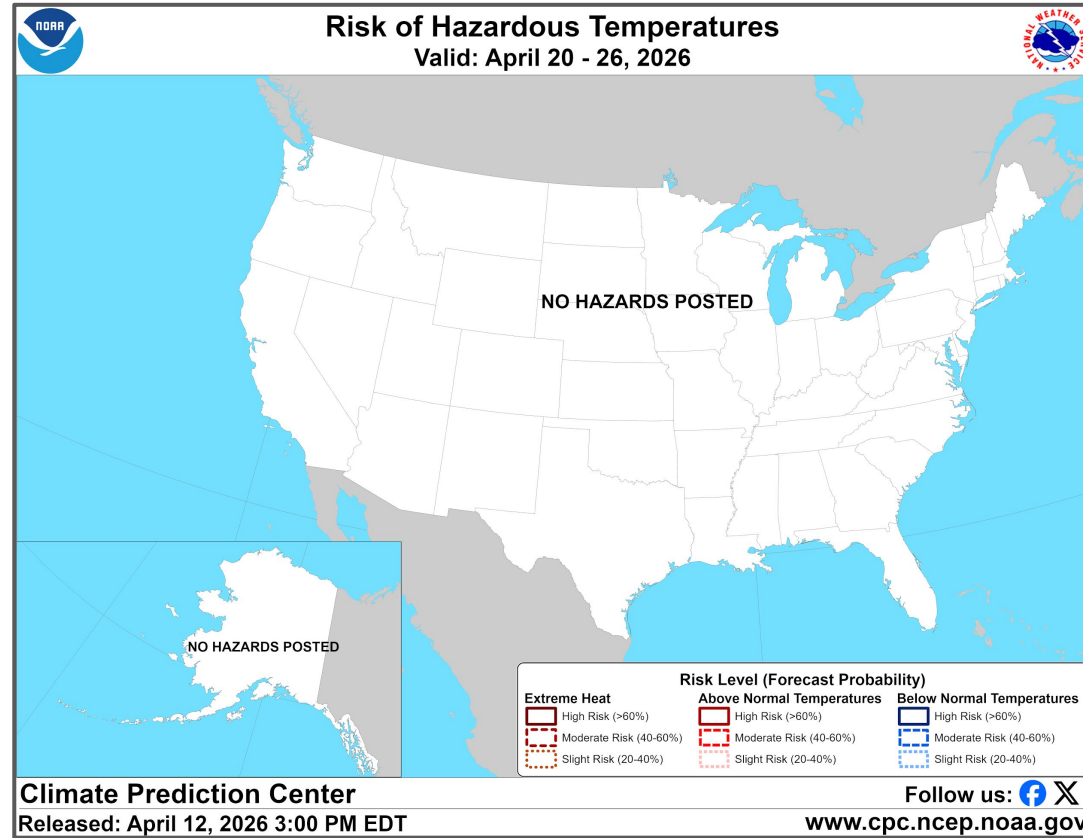 NOAA
Risk of Hazardous Temperatures
Valid: April 20 - 26, 2026
NATIONAL WEATHER SERVICE
NO HAZARDS POSTED
NO HAZARDS POSTED
Risk Level (Forecast Probability)
Extreme Heat
High Risk (>60%)
Moderate Risk (40-60%)
Slight Risk (20-40%)
Above Normal Temperatures
High Risk (>60%)
Moderate Risk (40-60%)
Slight Risk (20-40%)
Below Normal Temperatures
High Risk (>60%)
Moderate Risk (40-60%)
Slight Risk (20-40%)
Climate Prediction Center
Follow us:
Released: April 12, 2026 3:00 PM EDT
www.cpc.ncep.noaa.gov